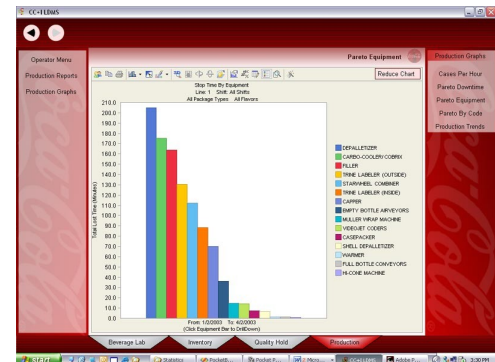 CC+I LDMS
Operator Menu
Production Reports
Production Graphs
Pareto Equipment
Reduce Chart
Stop Time By Equipment
Line: 1 Shift: All Shifts
All Package Types All Flavors
Total Lost Time (Minutes)
210.0
200.0
190.0
180.0
170.0
160.0
150.0
140.0
130.0
120.0
110.0
100.0
90.0
80.0
70.0
60.0
50.0
40.0
30.0
20.0
10.0
0.0
DEPALLETIZER
CARBO-COOLER/COBRIX
FILLER
TRINE LABELER (OUTSIDE)
STARWHEEL COMBINER
TRINE LABELER (INSIDE)
CAPPER
EMPTY BOTTLE AIRVEYORS
MULLER WRAP MACHINE
VIDEOJET CODERS
CASEPACKER
SHELL DEPALLETIZER
WARMER
FULL BOTTLE CONVEYORS
HI-CONE MACHINE
From: 1/2/2003 To: 4/2/2003
(Click Equipment Bar to DrillDown)
Production Graphs
Cases Per Hour
Pareto Downtime
Pareto Equipment
Pareto By Code
Production Trends
Beverage Lab
Inventory
Quality Hold
Production
start
Statistics
PocketB...
Pocket P...
2 Micro...
CC+I LDMS
Adobe P...
3:30 PM